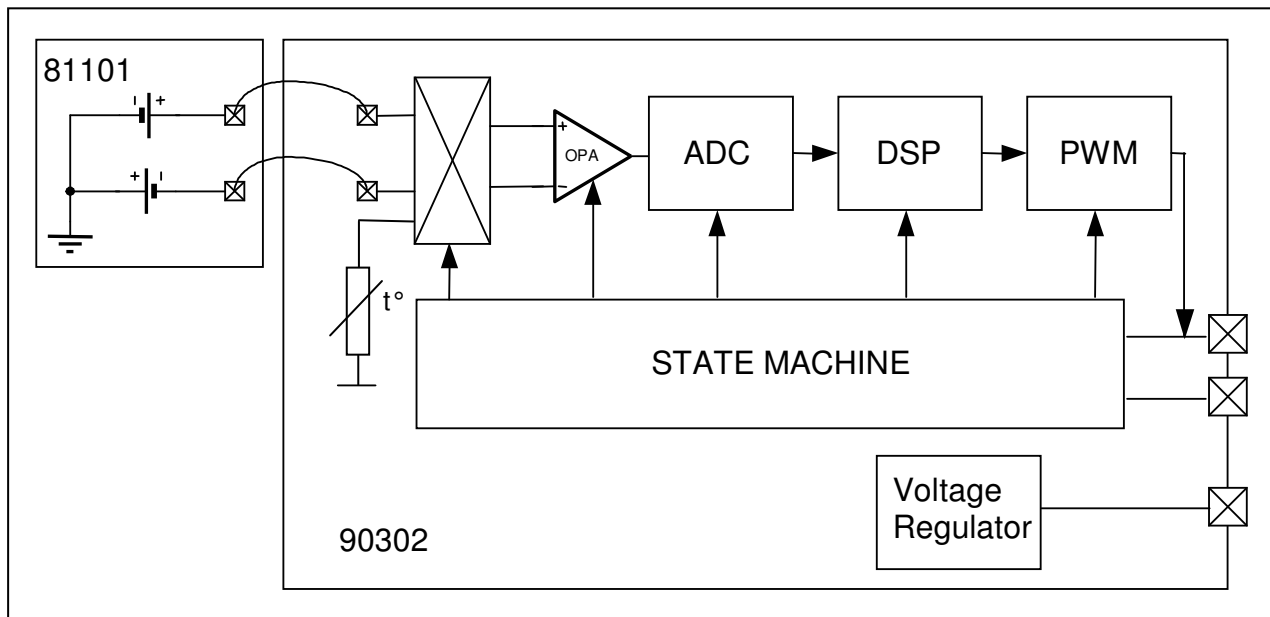 81101
- +
+ -
+
-
OPA
ADC
DSP
PWM
t°
STATE MACHINE
Voltage
Regulator
90302